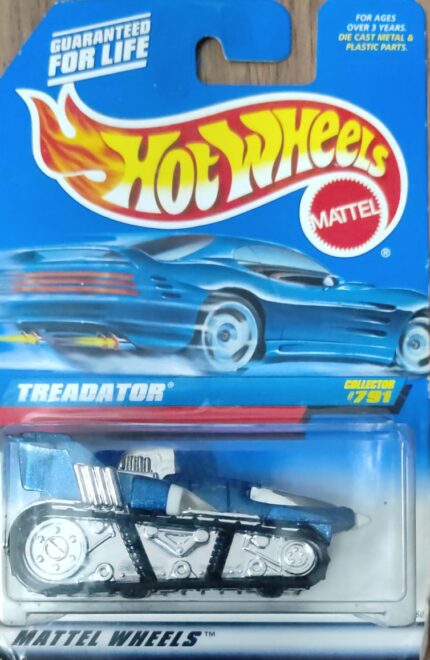 GUARANTEED
FOR LIFE
FOR AGES
OVER 3 YEARS.
DIE CAST METAL &
PLASTIC PARTS.
HOT WHEELS
MATTEL
®
TREADATOR®
COLLECTOR
#791
MATTEL WHEELS™